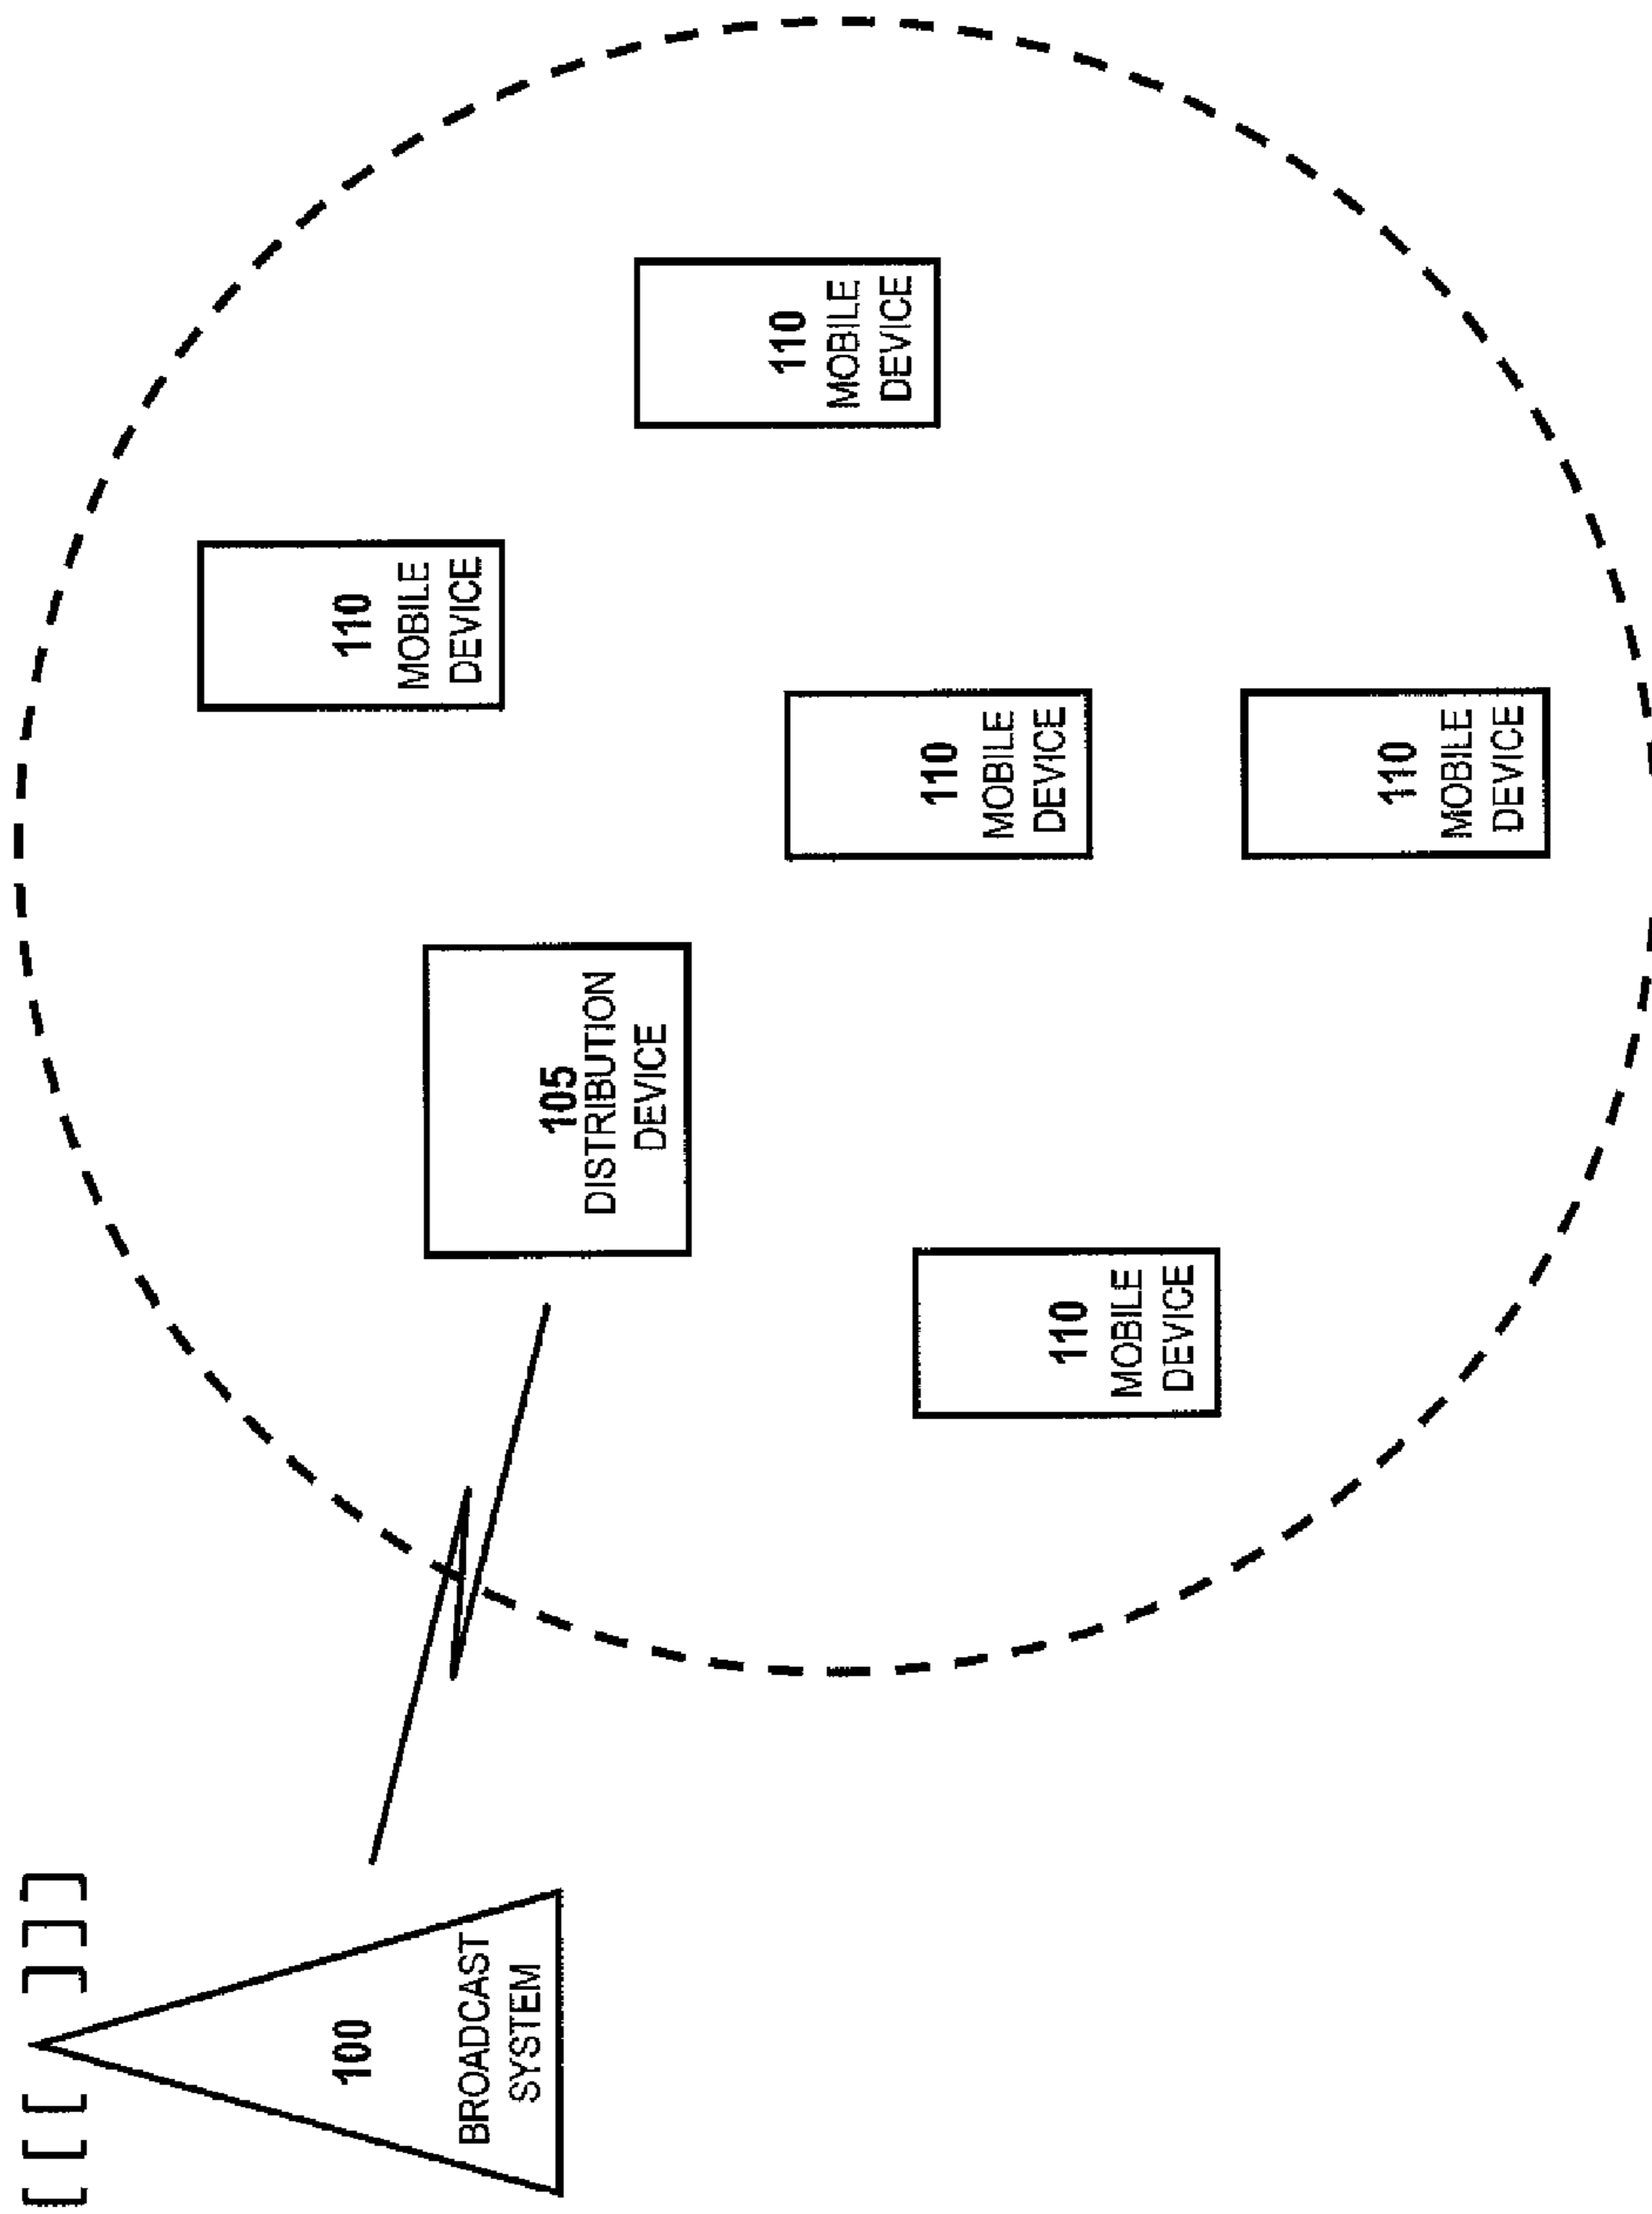 100
BROADCAST
SYSTEM
105
DISTRIBUTION
DEVICE
110
MOBILE
DEVICE
110
MOBILE
DEVICE
110
MOBILE
DEVICE
110
MOBILE
DEVICE
110
MOBILE
DEVICE